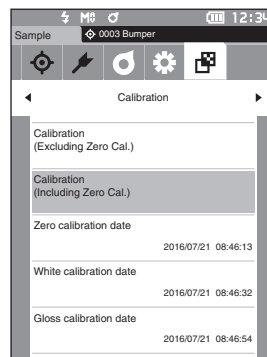 12:34
Sample
0003 Bumper
Calibration
Calibration
(Excluding Zero Cal.)
Calibration
(Including Zero Cal.)
Zero calibration date
2016/07/21 08:46:13
White calibration date
2016/07/21 08:46:32
Gloss calibration date
2016/07/21 08:46:54